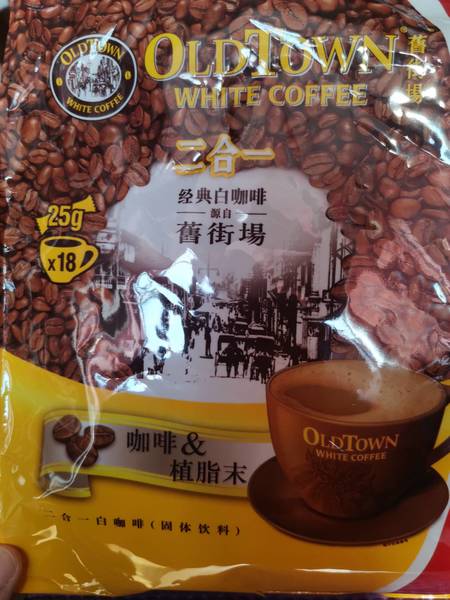 OLDTOWN
WHITE COFFEE
OLDTOWN
WHITE COFFEE
舊街場
二合一
经典白咖啡
源自
舊街場
25g
x18
咖啡&
植脂末
OLDTOWN
WHITE COFFEE
二合一白咖啡(固体饮料)